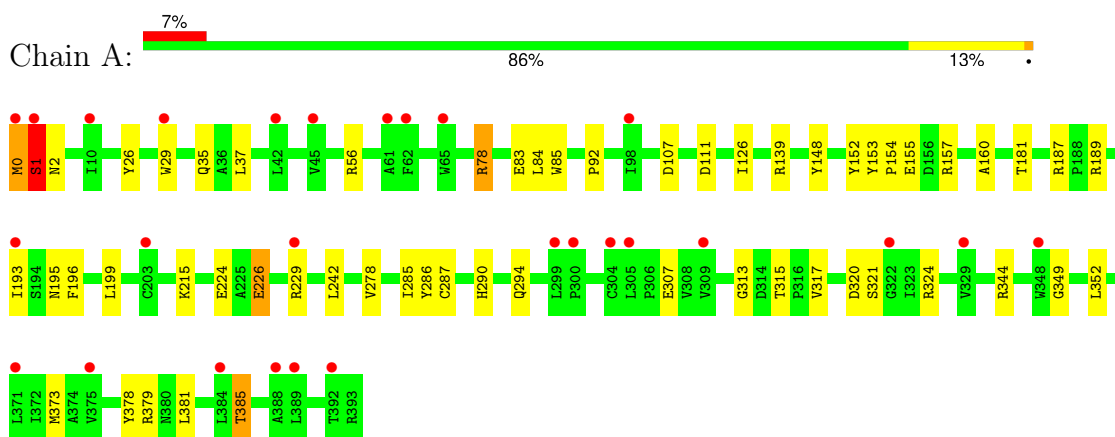 7%
Chain A:
86% 13% •
M0 S1 N2 I10 Y26 W29 Q35 A36 L37 L42 V45 R56 A61 F62 W65 R78 E83 L84 W85 P92 I98 D107 D111 I126 R139 Y148 Y152 Y153 P154 E155 D156 R157 A160 T181 R187 P188 R189
I193 S194 N195 F196 L199 C203 K215 E224 A225 E226 R229 L242 V278 I285 Y286 C287 H290 Q294 L299 P300 C304 L305 P306 E307 V308 V309 G313 D314 T315 P316 V317 D320 S321 G322 I323 R324 V329 R344 W348 G349 L352
L371 I372 M373 A374 V375 Y378 R379 N380 L381 L384 T385 A388 L389 T392 R393